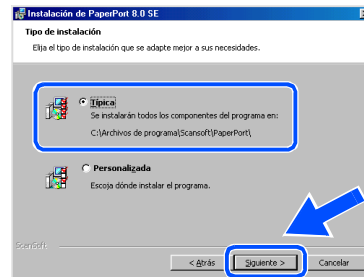 Instalación de PaperPort 8.0 SE
Tipo de instalación
Elija el tipo de instalación que se adapte mejor a sus necesidades.
Típica
Se instalarán todos los componentes del programa en:
C:\Archivos de programa\Scansoft\PaperPort\
Personalizada
Escoja dónde instalar el programa.
ScanSoft
< Atrás Siguiente > Cancelar